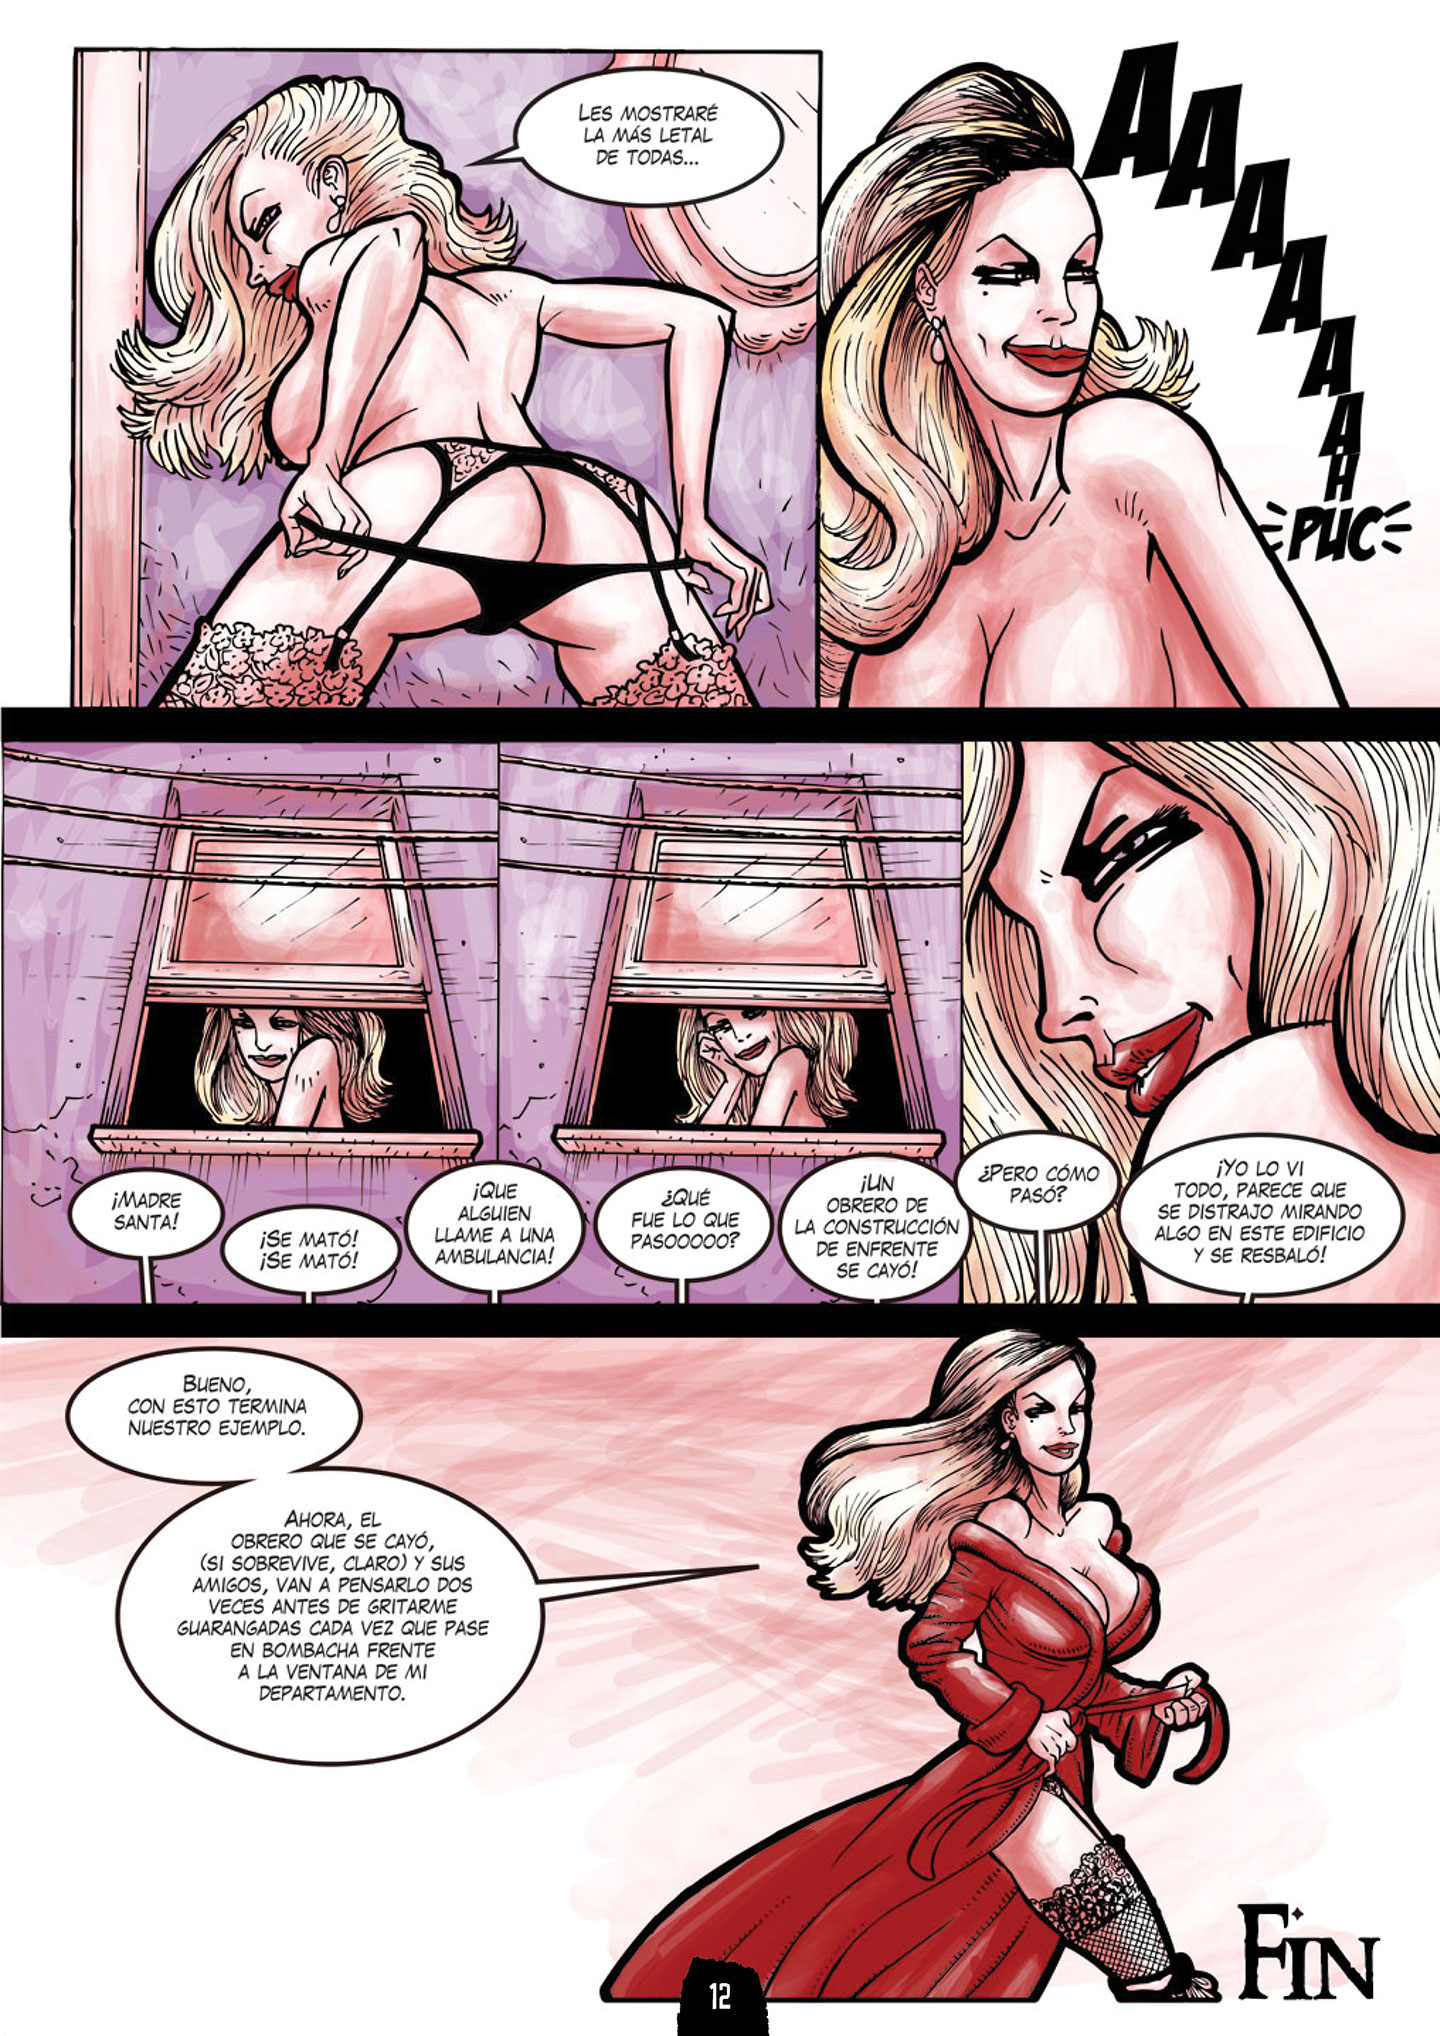 LES MOSTRARÉ
LA MÁS LETAL
DE TODAS...
AAAAAAAH
PUC
¡MADRE
SANTA!
¡SE MATÓ!
¡SE MATÓ!
¡QUE
ALGUIEN
LLAME A UNA
AMBULANCIA!
¿QUÉ
FUE LO QUE
PASOOOOO?
¡UN
OBRERO DE
LA CONSTRUCCIÓN
DE ENFRENTE
SE CAYÓ!
¿PERO CÓMO
PASÓ?
¡YO LO VI
TODO, PARECE QUE
SE DISTRAJO MIRANDO
ALGO EN ESTE EDIFICIO
Y SE RESBALÓ!
BUENO,
CON ESTO TERMINA
NUESTRO EJEMPLO.
AHORA, EL
OBRERO QUE SE CAYÓ,
(SI SOBREVIVE, CLARO) Y SUS
AMIGOS, VAN A PENSARLO DOS
VECES ANTES DE GRITARME
GUARANGADAS CADA VEZ QUE PASE
EN BOMBACHA FRENTE
A LA VENTANA DE MI
DEPARTAMENTO.
FIN
12